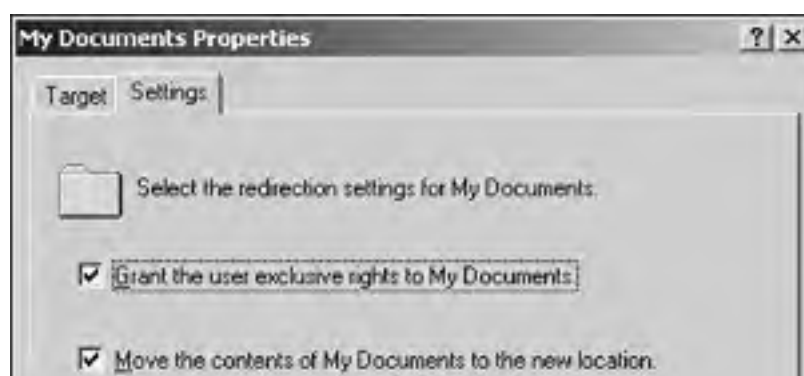 My Documents Properties
Target Settings
Select the redirection settings for My Documents.
Grant the user exclusive rights to My Documents.
Move the contents of My Documents to the new location.